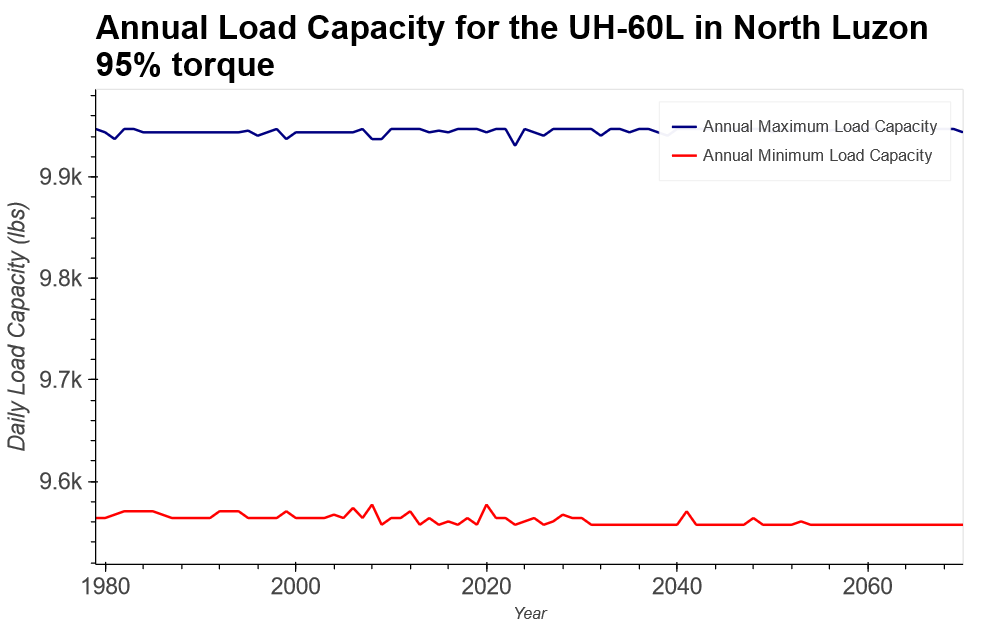 Annual Load Capacity for the UH-60L in North Luzon
95% torque
Annual Maximum Load Capacity
Annual Minimum Load Capacity
Daily Load Capacity (lbs)
9.9k
9.8k
9.7k
9.6k
1980 2000 2020 2040 2060
Year